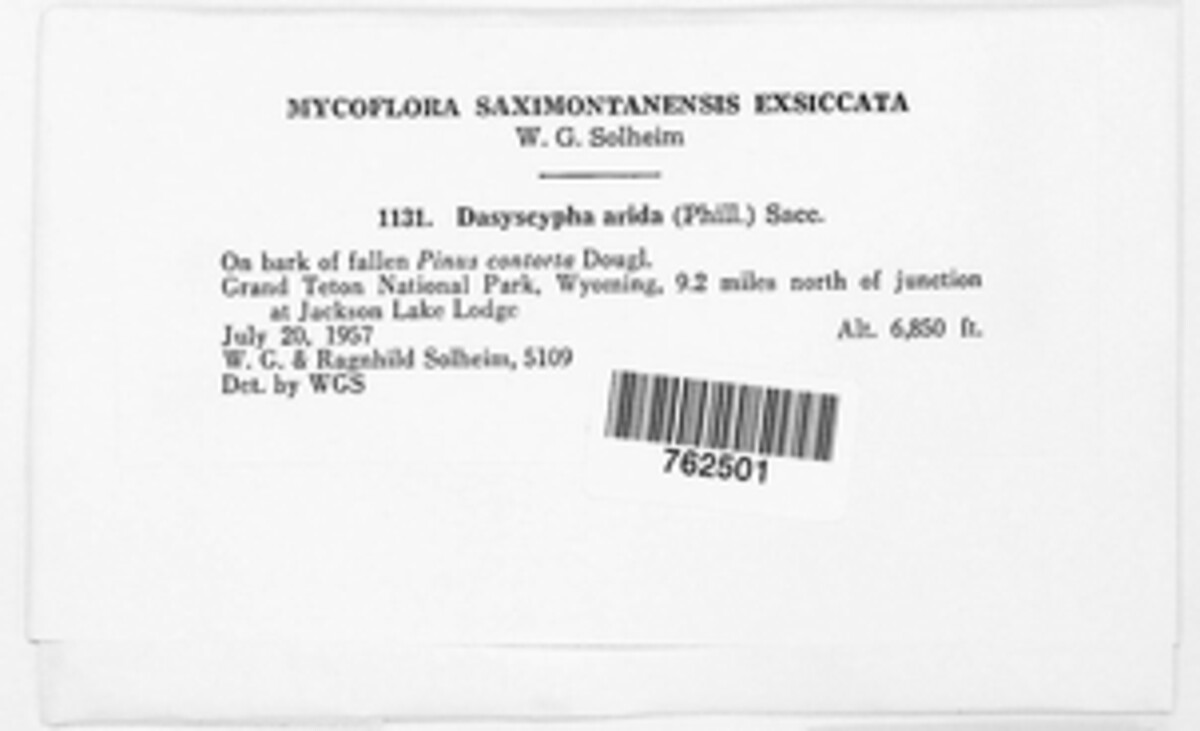 MYCOFLORA SAXIMONTANENSIS EXSICCATA
W. G. Solheim
1131. Dasyscypha arida (Phill.) Sacc.
On bark of fallen Pinus contorta Dougl.
Grand Teton National Park, Wyoming, 9.2 miles north of junction
at Jackson Lake Lodge
July 20, 1957 Alt. 6,850 ft.
W. G. & Ragnhild Solheim, 5109
Det. by WGS
762501